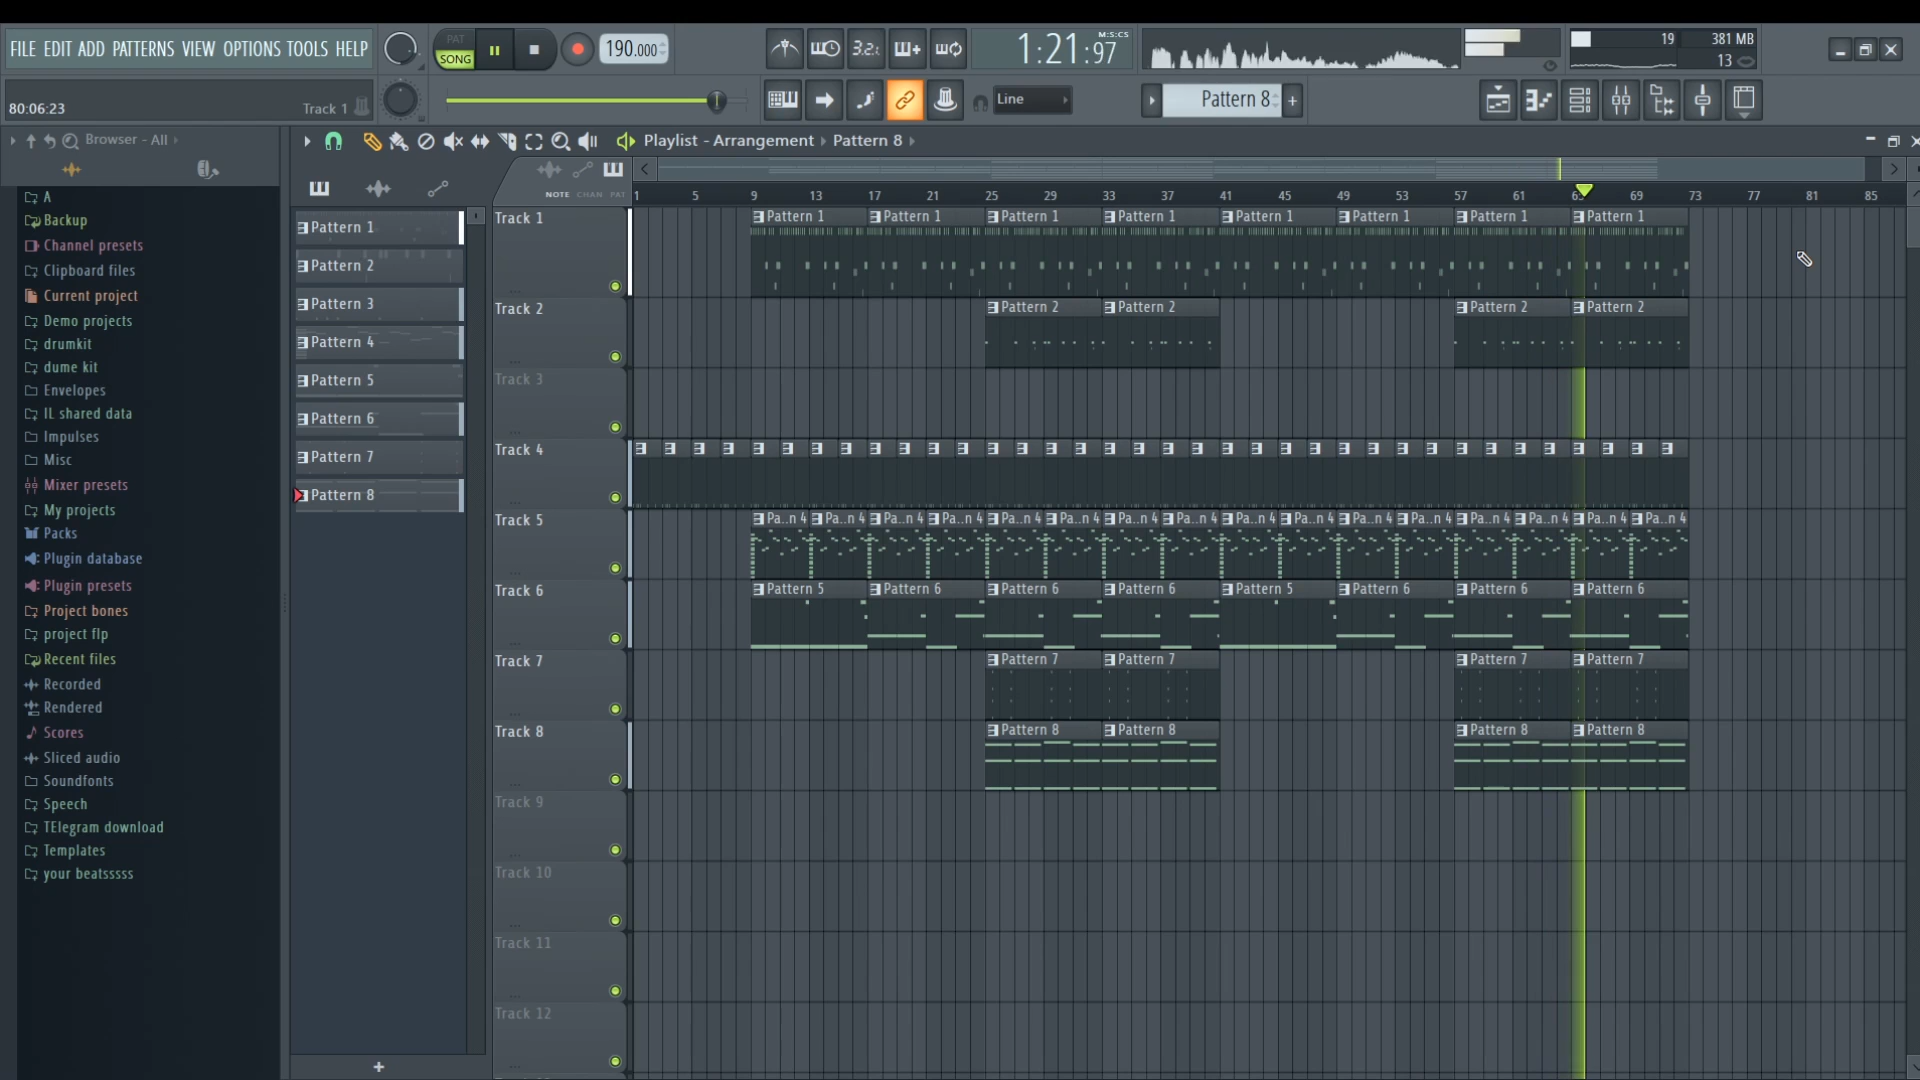 FILE EDIT ADD PATTERNS VIEW OPTIONS TOOLS HELP
PAT
SONG
190.000
3.2.
1:21:97
M:S:CS
19
381 MB
13
80:06:23
Track 1
Line
Pattern 8
Browser - All
Playlist - Arrangement Pattern 8
NOTE CHAN PAT
1 5 9 13 17 21 25 29 33 37 41 45 49 53 57 61 69 73 77 81 85
A
Backup
Channel presets
Clipboard files
Current project
Demo projects
drumkit
dume kit
Envelopes
IL shared data
Impulses
Misc
Mixer presets
My projects
Packs
Plugin database
Plugin presets
Project bones
project flp
Recent files
Recorded
Rendered
Scores
Sliced audio
Soundfonts
Speech
TElegram download
Templates
your beatsssss
Pattern 1
Pattern 2
Pattern 3
Pattern 4
Pattern 5
Pattern 6
Pattern 7
Pattern 8
+
Track 1
Pattern 1 Pattern 1 Pattern 1 Pattern 1 Pattern 1 Pattern 1 Pattern 1 Pattern 1
Track 2
Pattern 2 Pattern 2 Pattern 2 Pattern 2
Track 3
Track 4
Track 5
Pa..n 4 Pa..n 4 Pa..n 4 Pa..n 4 Pa..n 4 Pa..n 4 Pa..n 4 Pa..n 4 Pa..n 4 Pa..n 4 Pa..n 4 Pa..n 4 Pa..n 4 Pa..n 4 Pa..n 4 Pa..n 4
Track 6
Pattern 5 Pattern 6 Pattern 6 Pattern 6 Pattern 5 Pattern 6 Pattern 6 Pattern 6
Track 7
Pattern 7 Pattern 7 Pattern 7 Pattern 7
Track 8
Pattern 8 Pattern 8 Pattern 8 Pattern 8
Track 9
Track 10
Track 11
Track 12